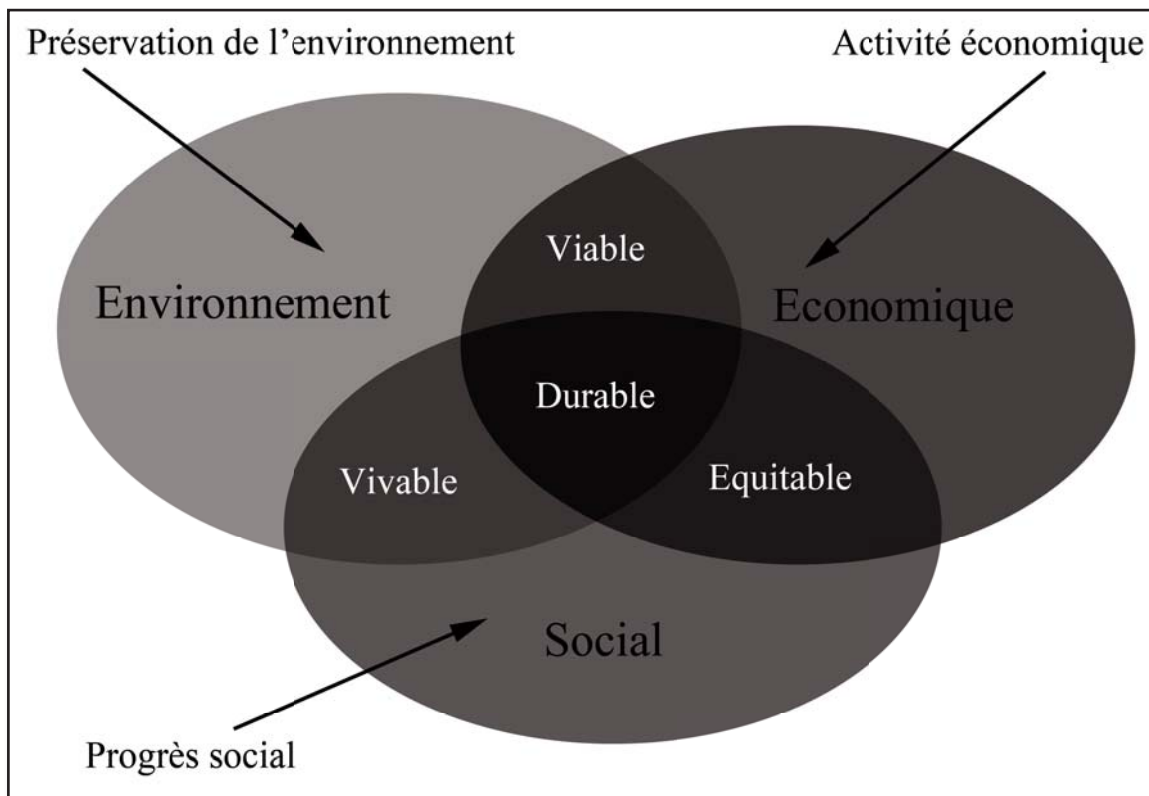 Préservation de l’environnement
Activité économique
Viable
Environnement
Economique
Durable
Vivable
Equitable
Social
Progrès social